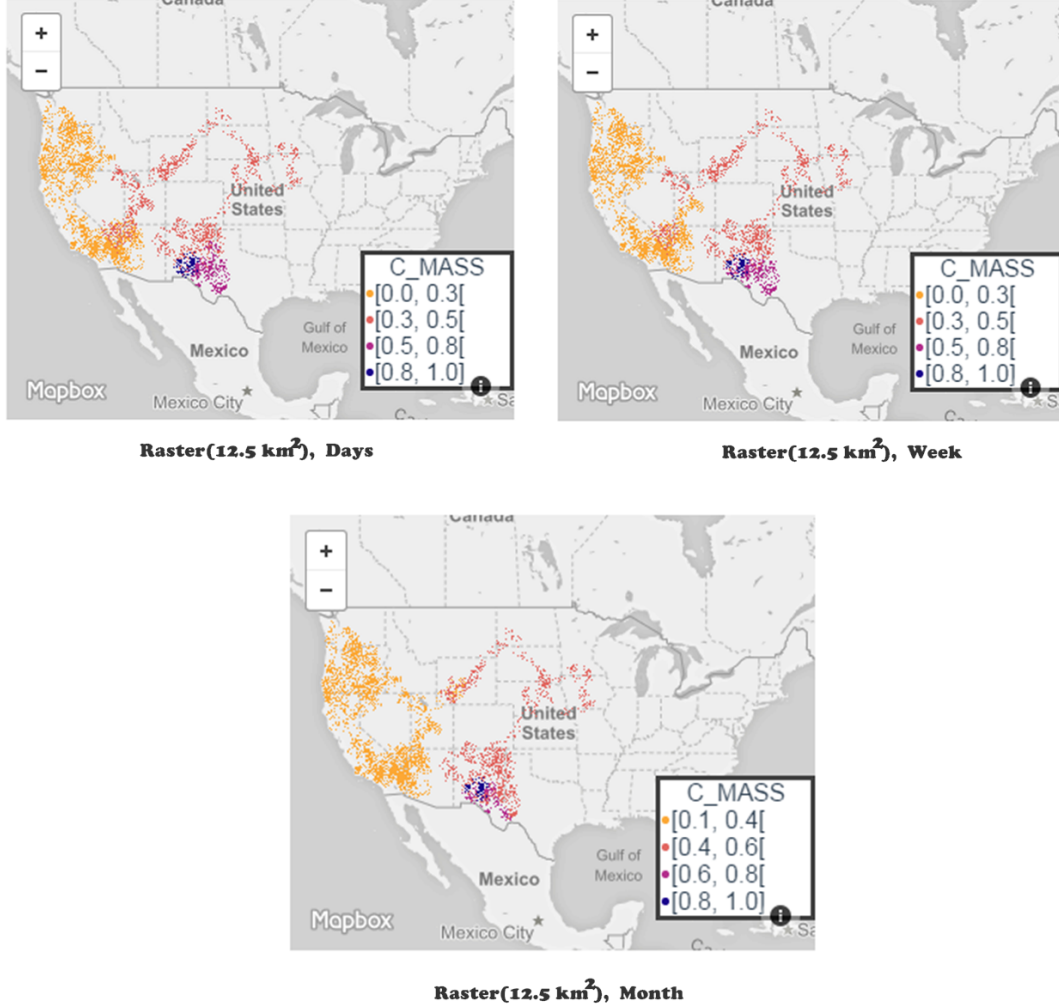 Canada
+
−
United
States
Gulf of
Mexico
Mexico
Mexico City
Mapbox
C_MASS
[0.0, 0.3[
[0.3, 0.5[
[0.5, 0.8[
[0.8, 1.0]
i
Raster(12.5 km²), Days
Canada
+
−
United
States
Gulf of
Mexico
Mexico
Mexico City
Mapbox
C_MASS
[0.0, 0.3[
[0.3, 0.5[
[0.5, 0.8[
[0.8, 1.0]
i
Raster(12.5 km²), Week
Canada
+
−
United
States
Gulf of
Mexico
Mexico
Mexico City
Mapbox
C_MASS
[0.1, 0.4[
[0.4, 0.6[
[0.6, 0.8[
[0.8, 1.0]
i
Raster(12.5 km²), Month